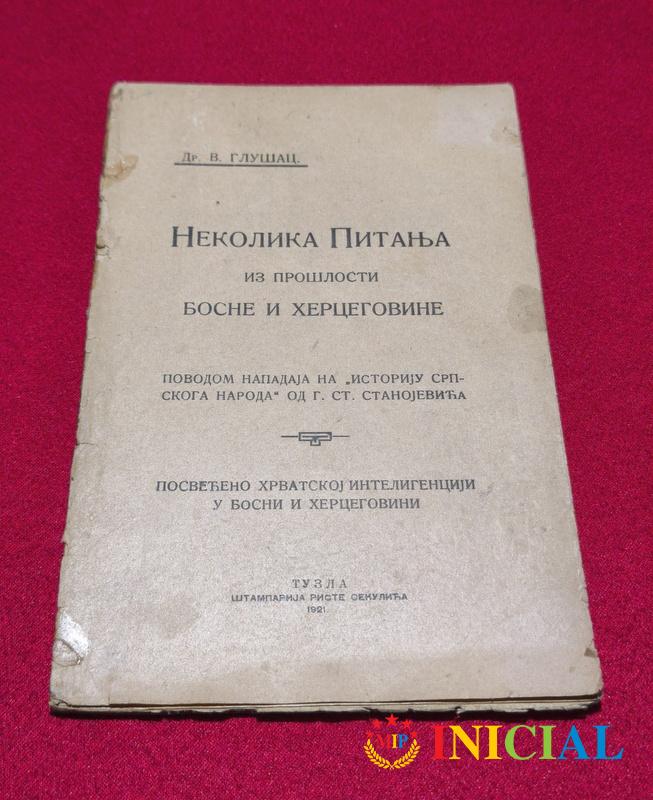 Др. В. ГЛУШАЦ.
НЕКОЛИКА ПИТАЊА
ИЗ ПРОШЛОСТИ
БОСНЕ И ХЕРЦЕГОВИНЕ
ПОВОДОМ НАПАДАЈА НА „ИСТОРИЈУ СРП-
СКОГА НАРОДА“ ОД Г. СТ. СТАНОЈЕВИЋА
ПОСВЕЋЕНО ХРВАТСКОЈ ИНТЕЛИГЕНЦИЈИ
У БОСНИ И ХЕРЦЕГОВИНИ
ТУЗЛА
ШТАМПАРИЈА РИСТЕ СЕКУЛИЋА
1921
MIP INICIAL